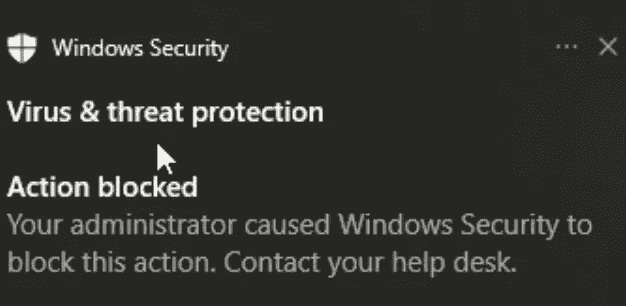 Windows Security
Virus & threat protection
Action blocked
Your administrator caused Windows Security to
block this action. Contact your help desk.